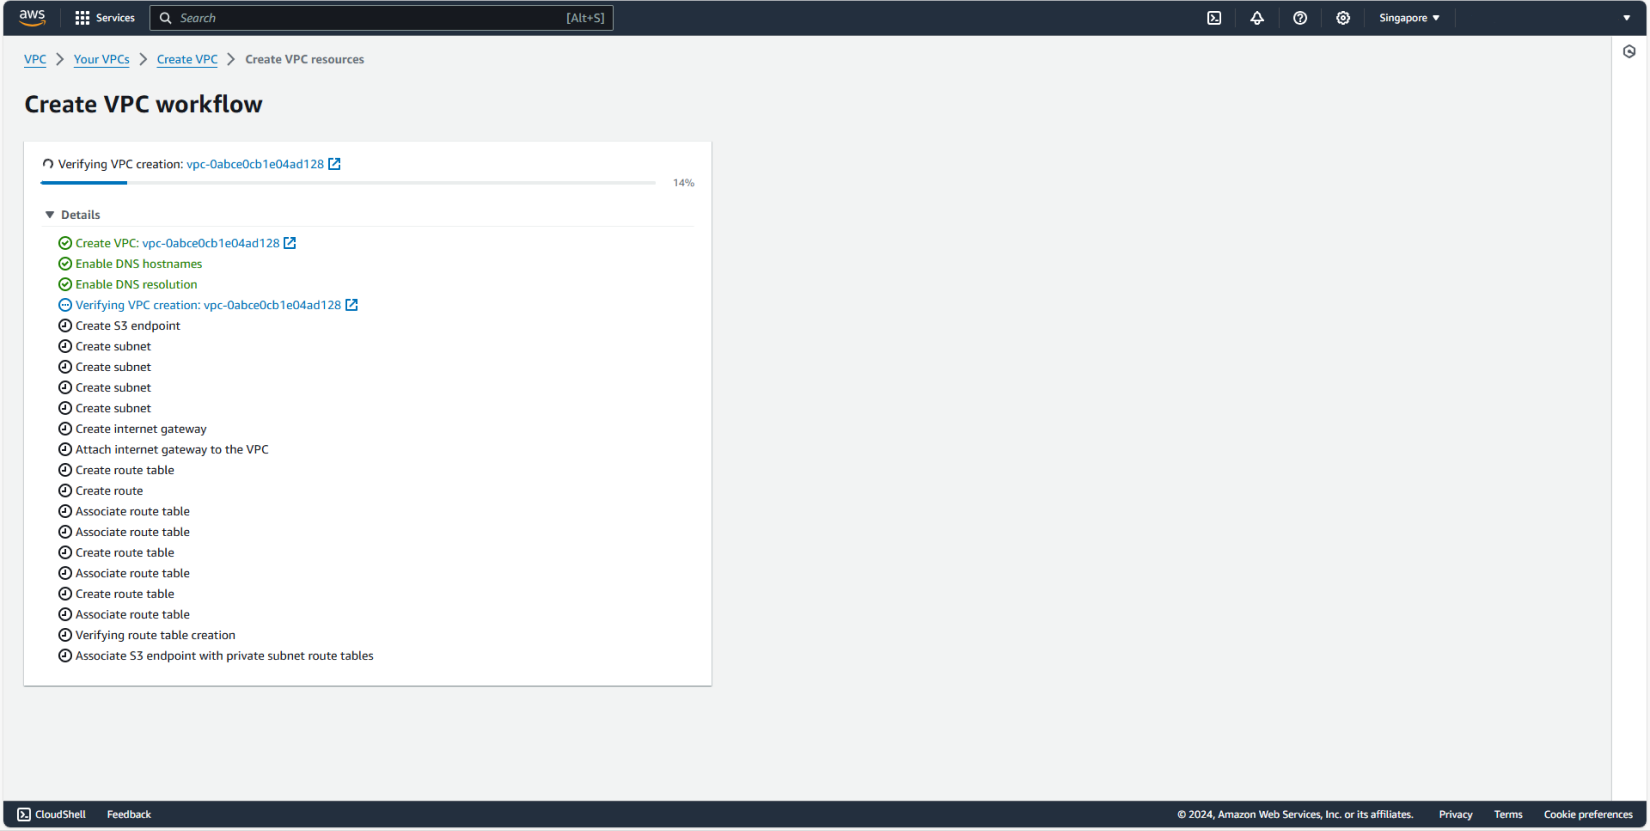 aws Services Search [Alt+S] Singapore
VPC > Your VPCs > Create VPC > Create VPC resources
Create VPC workflow
Verifying VPC creation: vpc-0abce0cb1e04ad128
14%
Details
Create VPC: vpc-0abce0cb1e04ad128
Enable DNS hostnames
Enable DNS resolution
Verifying VPC creation: vpc-0abce0cb1e04ad128
Create S3 endpoint
Create subnet
Create subnet
Create subnet
Create subnet
Create internet gateway
Attach internet gateway to the VPC
Create route table
Create route
Associate route table
Associate route table
Create route table
Associate route table
Create route table
Associate route table
Verifying route table creation
Associate S3 endpoint with private subnet route tables
CloudShell Feedback © 2024, Amazon Web Services, Inc. or its affiliates. Privacy Terms Cookie preferences